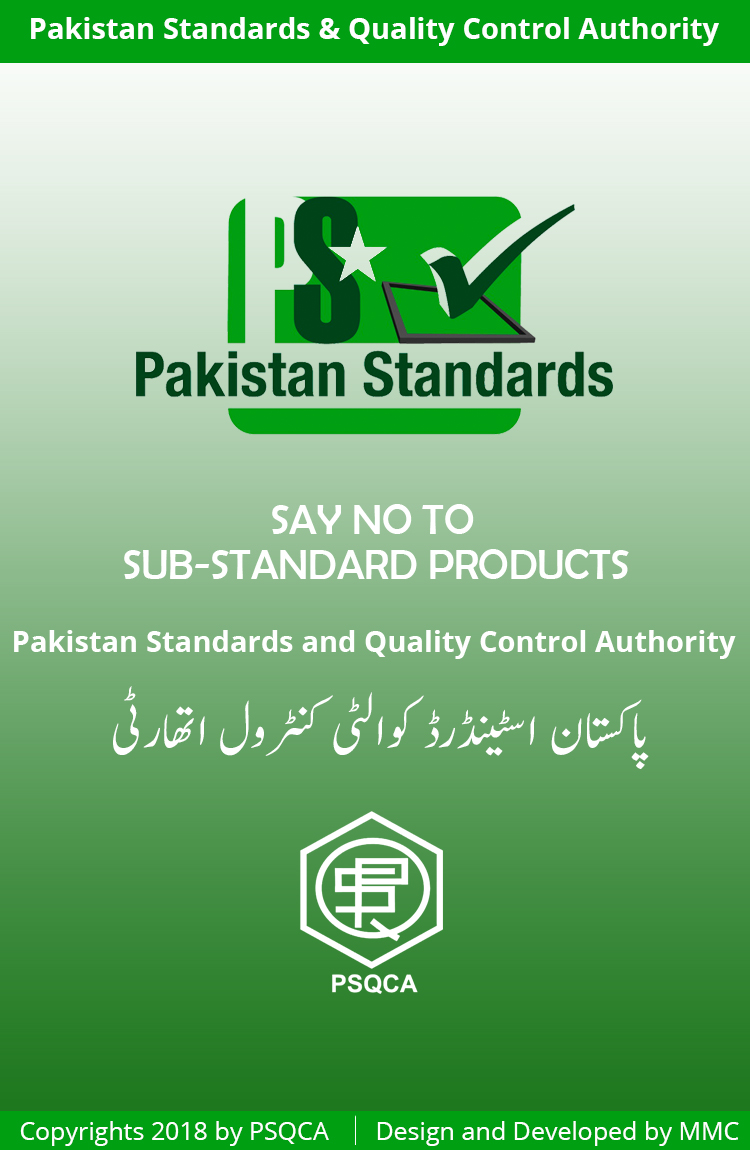 Pakistan Standards & Quality Control Authority
PS
Pakistan Standards
SAY NO TO
SUB-STANDARD PRODUCTS
Pakistan Standards and Quality Control Authority
پاکستان اسٹینڈرڈ کوالٹی کنٹرول اتھارٹی
PSQCA
Copyrights 2018 by PSQCA | Design and Developed by MMC